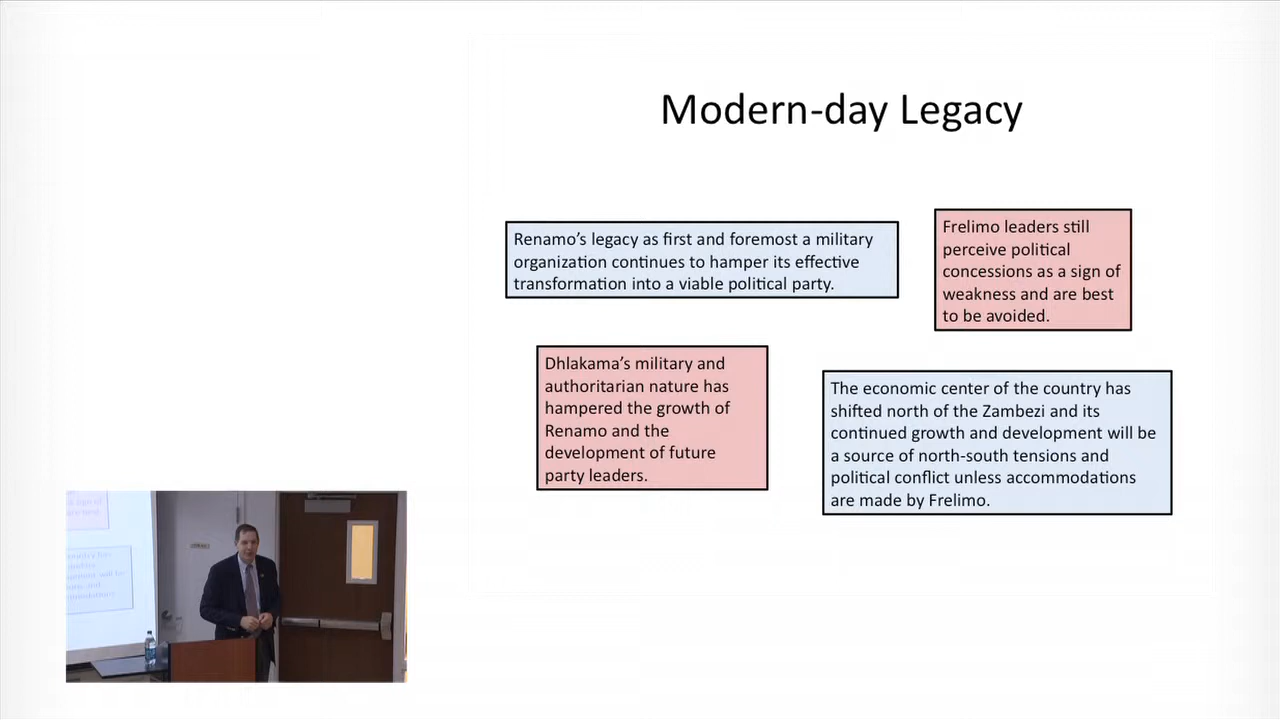 Modern-day Legacy
Renamo's legacy as first and foremost a military
organization continues to hamper its effective
transformation into a viable political party.
Frelimo leaders still
perceive political
concessions as a sign of
weakness and are best
to be avoided.
Dhlakama's military and
authoritarian nature has
hampered the growth of
Renamo and the
development of future
party leaders.
The economic center of the country has
shifted north of the Zambezi and its
continued growth and development will be
a source of north-south tensions and
political conflict unless accommodations
are made by Frelimo.